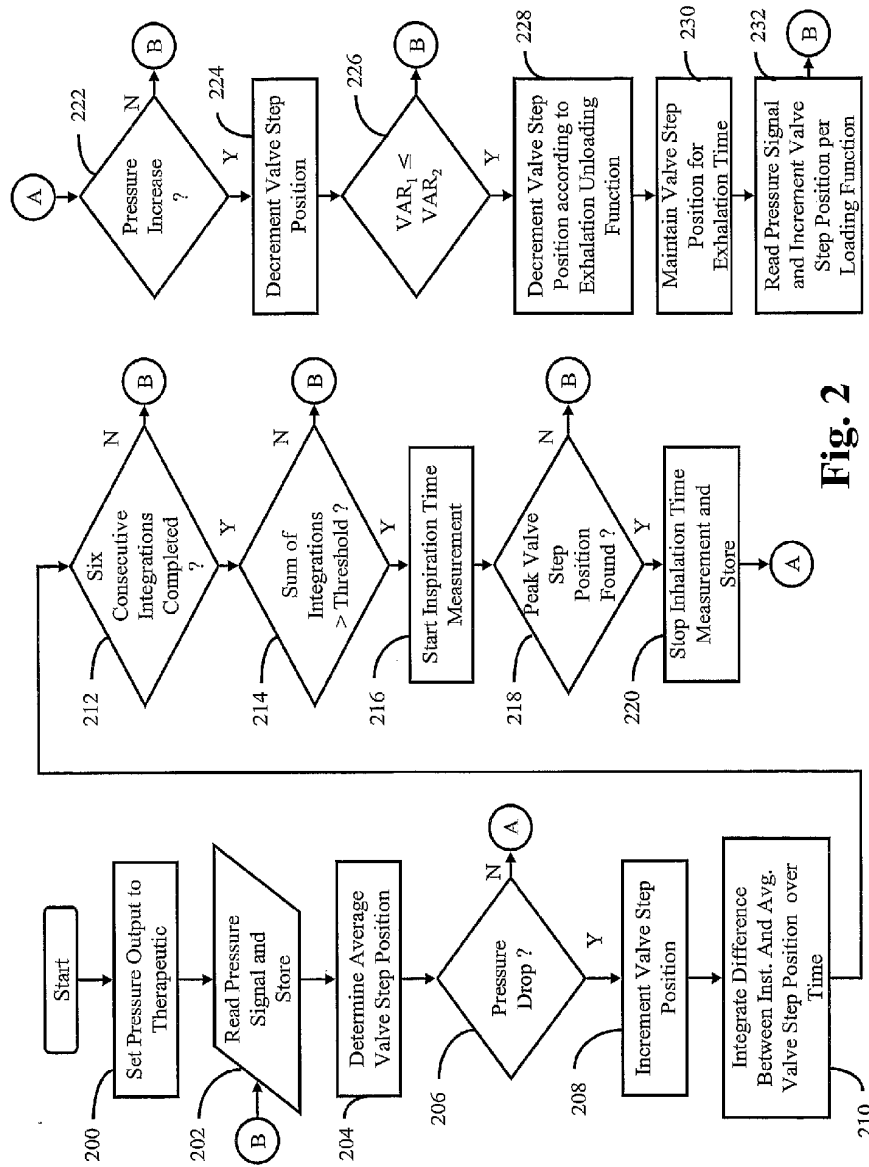 Start
200
Set Pressure Output to
Therapeutic
B
202
Read Pressure
Signal and
Store
204
Determine Average
Valve Step Position
206
Pressure
Drop ?
N
A
Y
208
Increment Valve Step
Position
210
Integrate Difference
Between Inst. And Avg.
Valve Step Position over
Time
212
Six
Consecutive
Integrations
Completed
?
N
B
Y
214
Sum of
Integrations
> Threshold ?
N
B
Y
216
Start Inspiration Time
Measurement
218
Peak Valve
Step
Position
Found ?
N
B
Y
220
Stop Inhalation Time
Measurement and
Store
A
A
222
Pressure
Increase
?
N
B
Y
224
Decrement Valve Step
Position
226
VAR1 ≤
VAR2
B
Y
228
Decrement Valve Step
Position according to
Exhalation Unloading
Function
230
Maintain Valve Step
Position for
Exhalation Time
232
Read Pressure Signal
and Increment Valve
Step Position per
Loading Function
B
Fig. 2